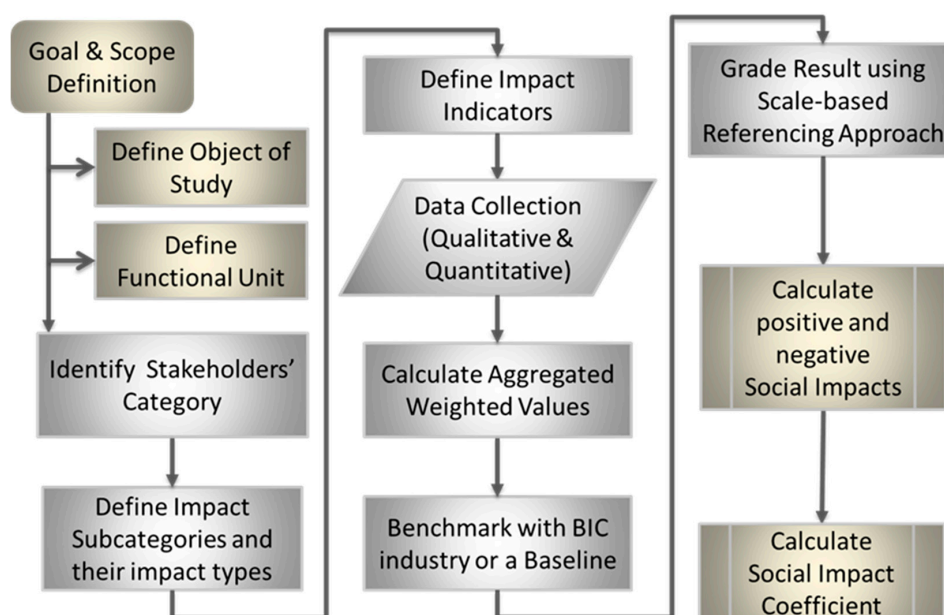 Goal & Scope
Definition
Define Object of
Study
Define
Functional Unit
Identify Stakeholders'
Category
Define Impact
Subcategories and
their impact types
Define Impact
Indicators
Data Collection
(Qualitative &
Quantitative)
Calculate Aggregated
Weighted Values
Benchmark with BIC
industry or a Baseline
Grade Result using
Scale-based
Referencing Approach
Calculate
positive and
negative
Social Impacts
Calculate
Social Impact
Coefficient